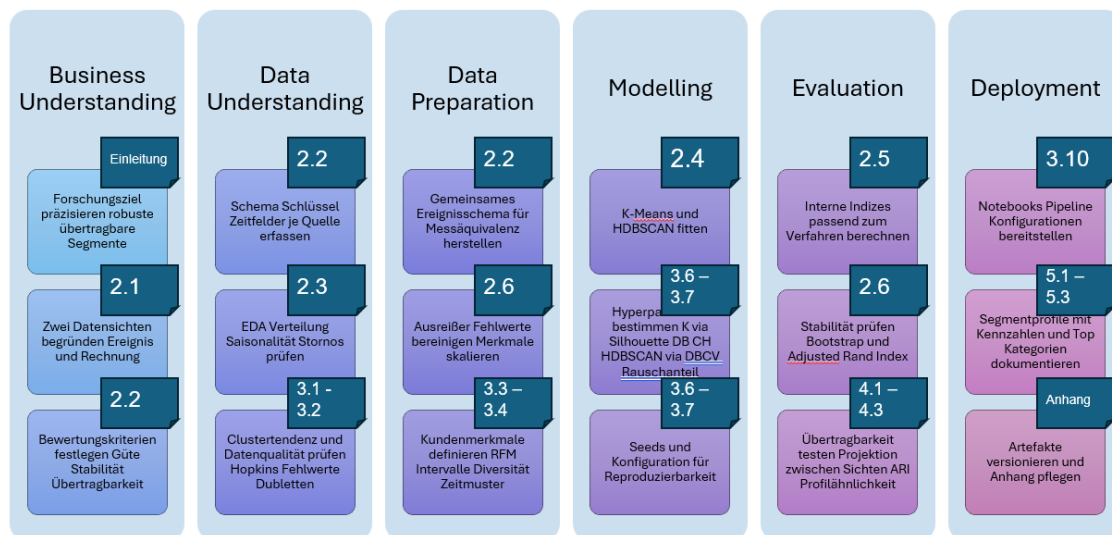 Business
Understanding
Einleitung
Forschungsziel
präzisieren robuste
übertragbare
Segmente
2.1
Zwei Datensichten
begründen Ereignis
und Rechnung
2.2
Bewertungskriterien
festlegen Güte
Stabilität
Übertragbarkeit
Data
Understanding
2.2
Schema Schlüssel
Zeitfelder je Quelle
erfassen
2.3
EDA Verteilung
Saisonalität Stornos
prüfen
3.1 -
3.2
Clustertendenz und
Datenqualität prüfen
Hopkins Fehlwerte
Dubletten
Data
Preparation
2.2
Gemeinsames
Ereignisschema für
Messäquivalenz
herstellen
2.6
Ausreißer Fehlwerte
bereinigen Merkmale
skalieren
3.3 –
3.4
Kundenmerkmale
definieren RFM
Intervalle Diversität
Zeitmuster
Modelling
2.4
K-Means und
HDBSCAN fitten
3.6 –
3.7
bestimmen K via
Silhouette DB CH
HDBSCAN via DBCV
Rauschanteil
3.6 –
3.7
Seeds und
Konfiguration für
Reproduzierbarkeit
Evaluation
2.5
Interne Indizes
passend zum
Verfahren berechnen
2.6
Stabilität prüfen
Bootstrap und
Adjusted Rand Index
4.1 –
4.3
Übertragbarkeit
testen Projektion
zwischen Sichten ARI
Profilähnlichkeit
Deployment
3.10
Notebooks Pipeline
Konfigurationen
bereitstellen
5.1 –
5.3
Segmentprofile mit
Kennzahlen und Top
Kategorien
dokumentieren
Anhang
Artefakte
versionieren und
Anhang pflegen